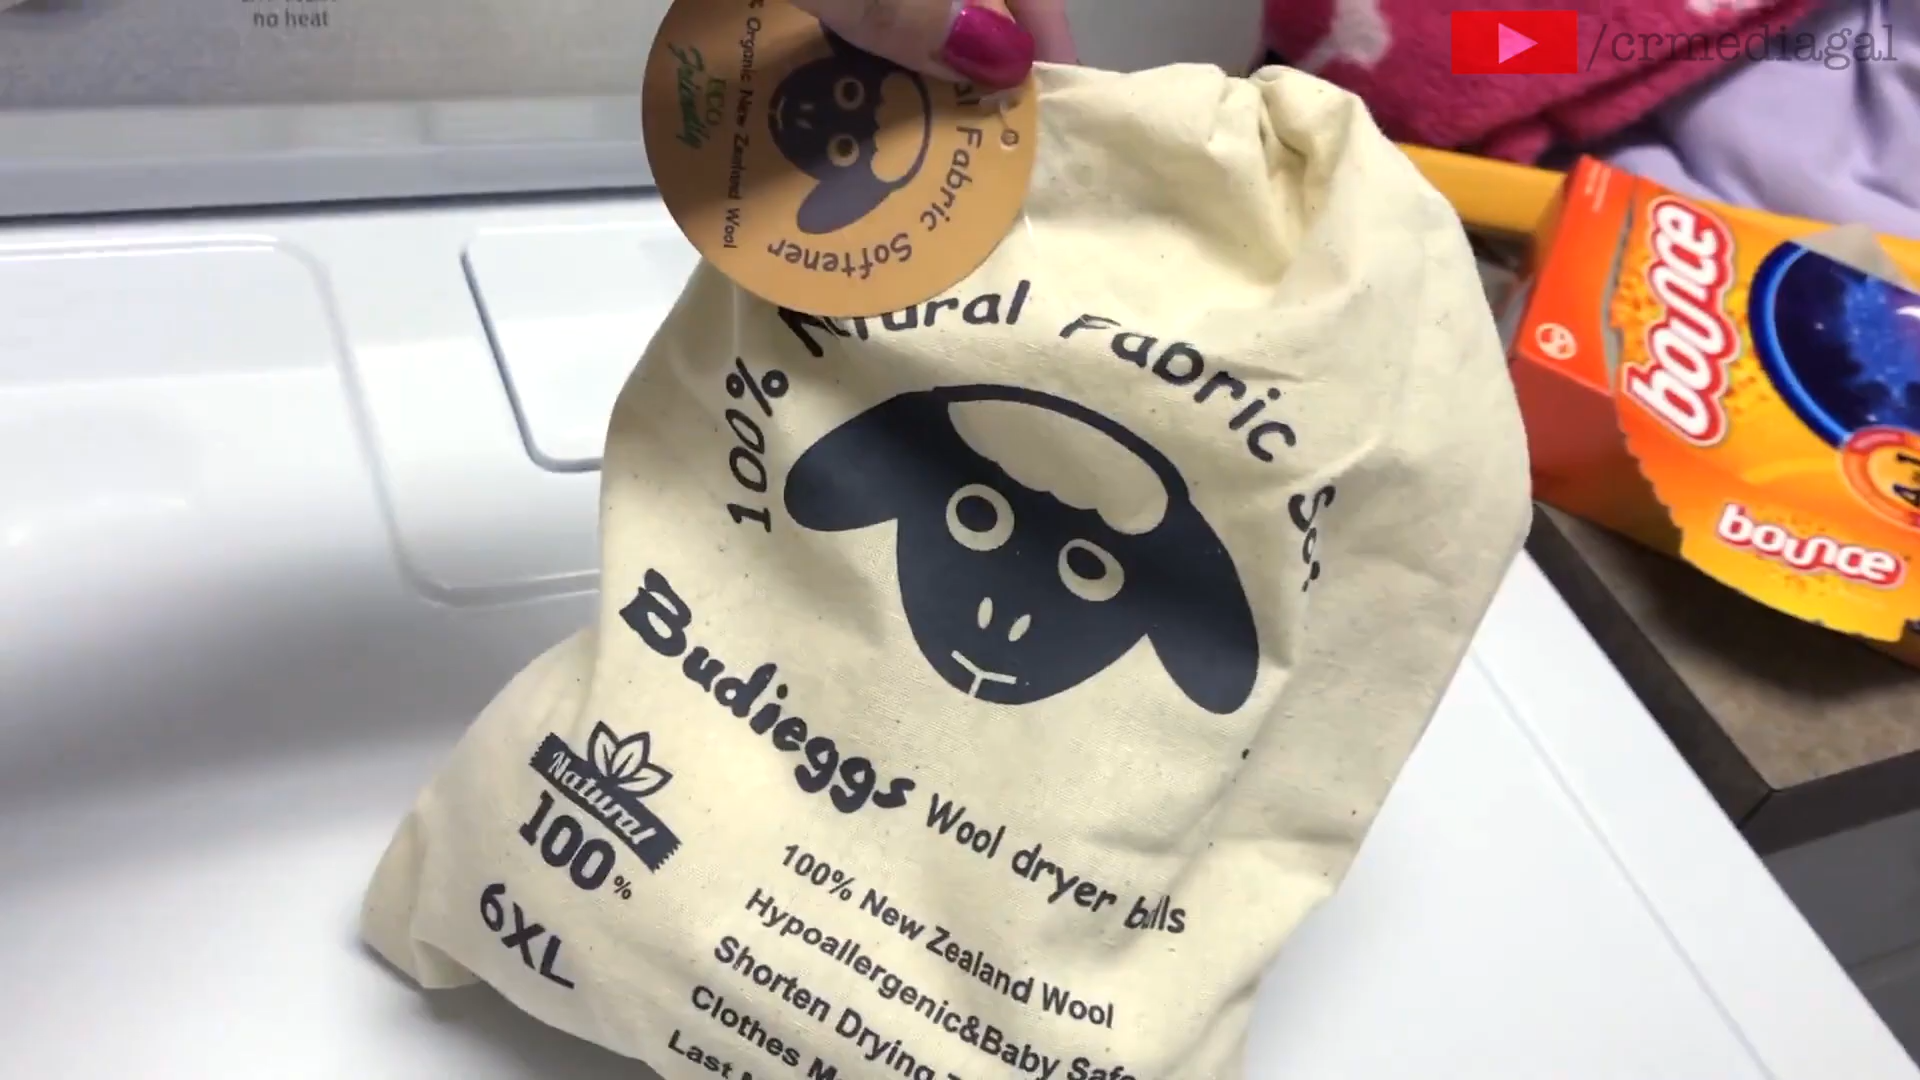 no heat
/crmediagal
Organic New Zealand Wool
ECO
Friendly
Fabric Softener
100% Natural Fabric
Budieggs Wool dryer balls
Natural
100%
6XL
100% New Zealand Wool
Hypoallergenic&Baby Safe
Shorten Drying
Clothes
Last
bounce
bounce